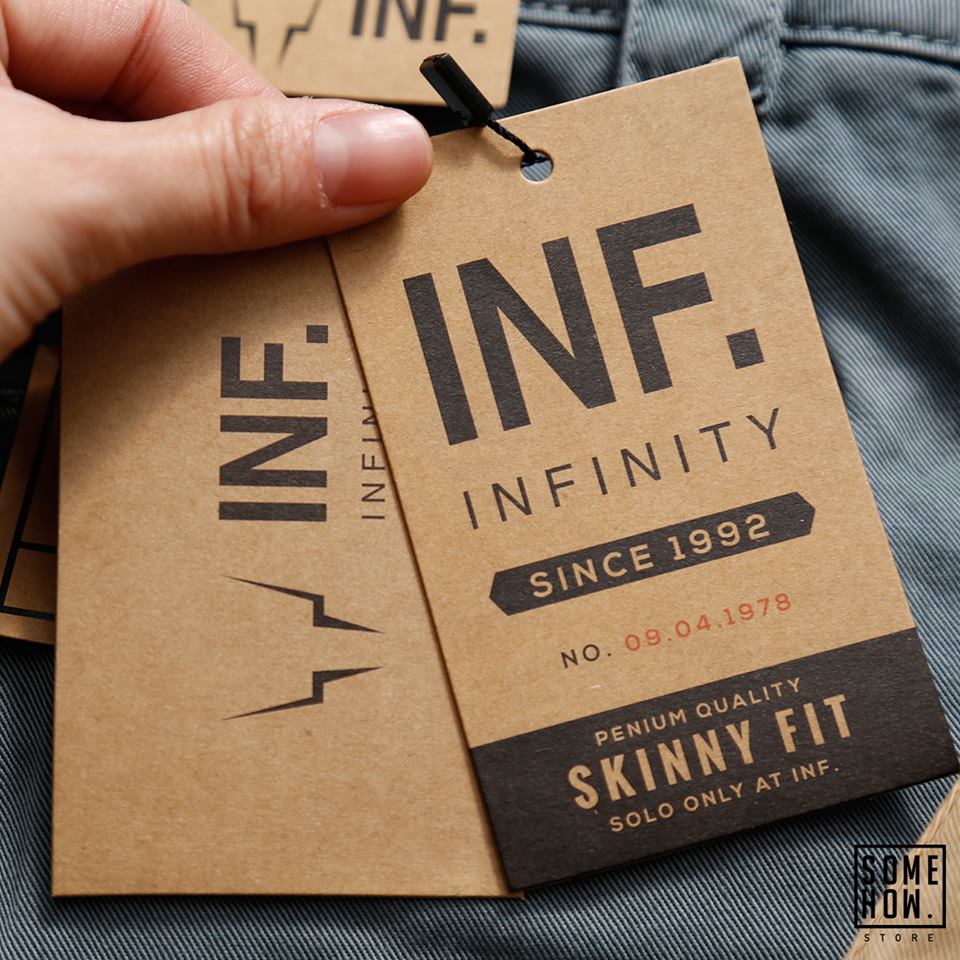 INF.
INF.
INFINITY
SINCE 1992
NO. 09.04.1978
PENIUM QUALITY
SKINNY FIT
SOLO ONLY AT INF.
INF.
INFIN
SOME
HOW.
STORE